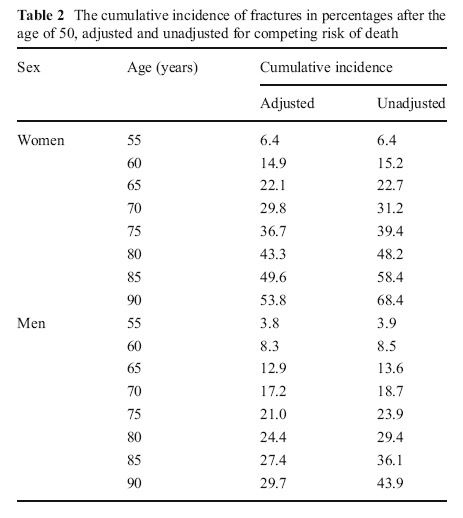 Table 2 The cumulative incidence of fractures in percentages after the
age of 50, adjusted and unadjusted for competing risk of death
Sex Age (years) Cumulative incidence
Adjusted Unadjusted
Women 55 6.4 6.4
60 14.9 15.2
65 22.1 22.7
70 29.8 31.2
75 36.7 39.4
80 43.3 48.2
85 49.6 58.4
90 53.8 68.4
Men 55 3.8 3.9
60 8.3 8.5
65 12.9 13.6
70 17.2 18.7
75 21.0 23.9
80 24.4 29.4
85 27.4 36.1
90 29.7 43.9